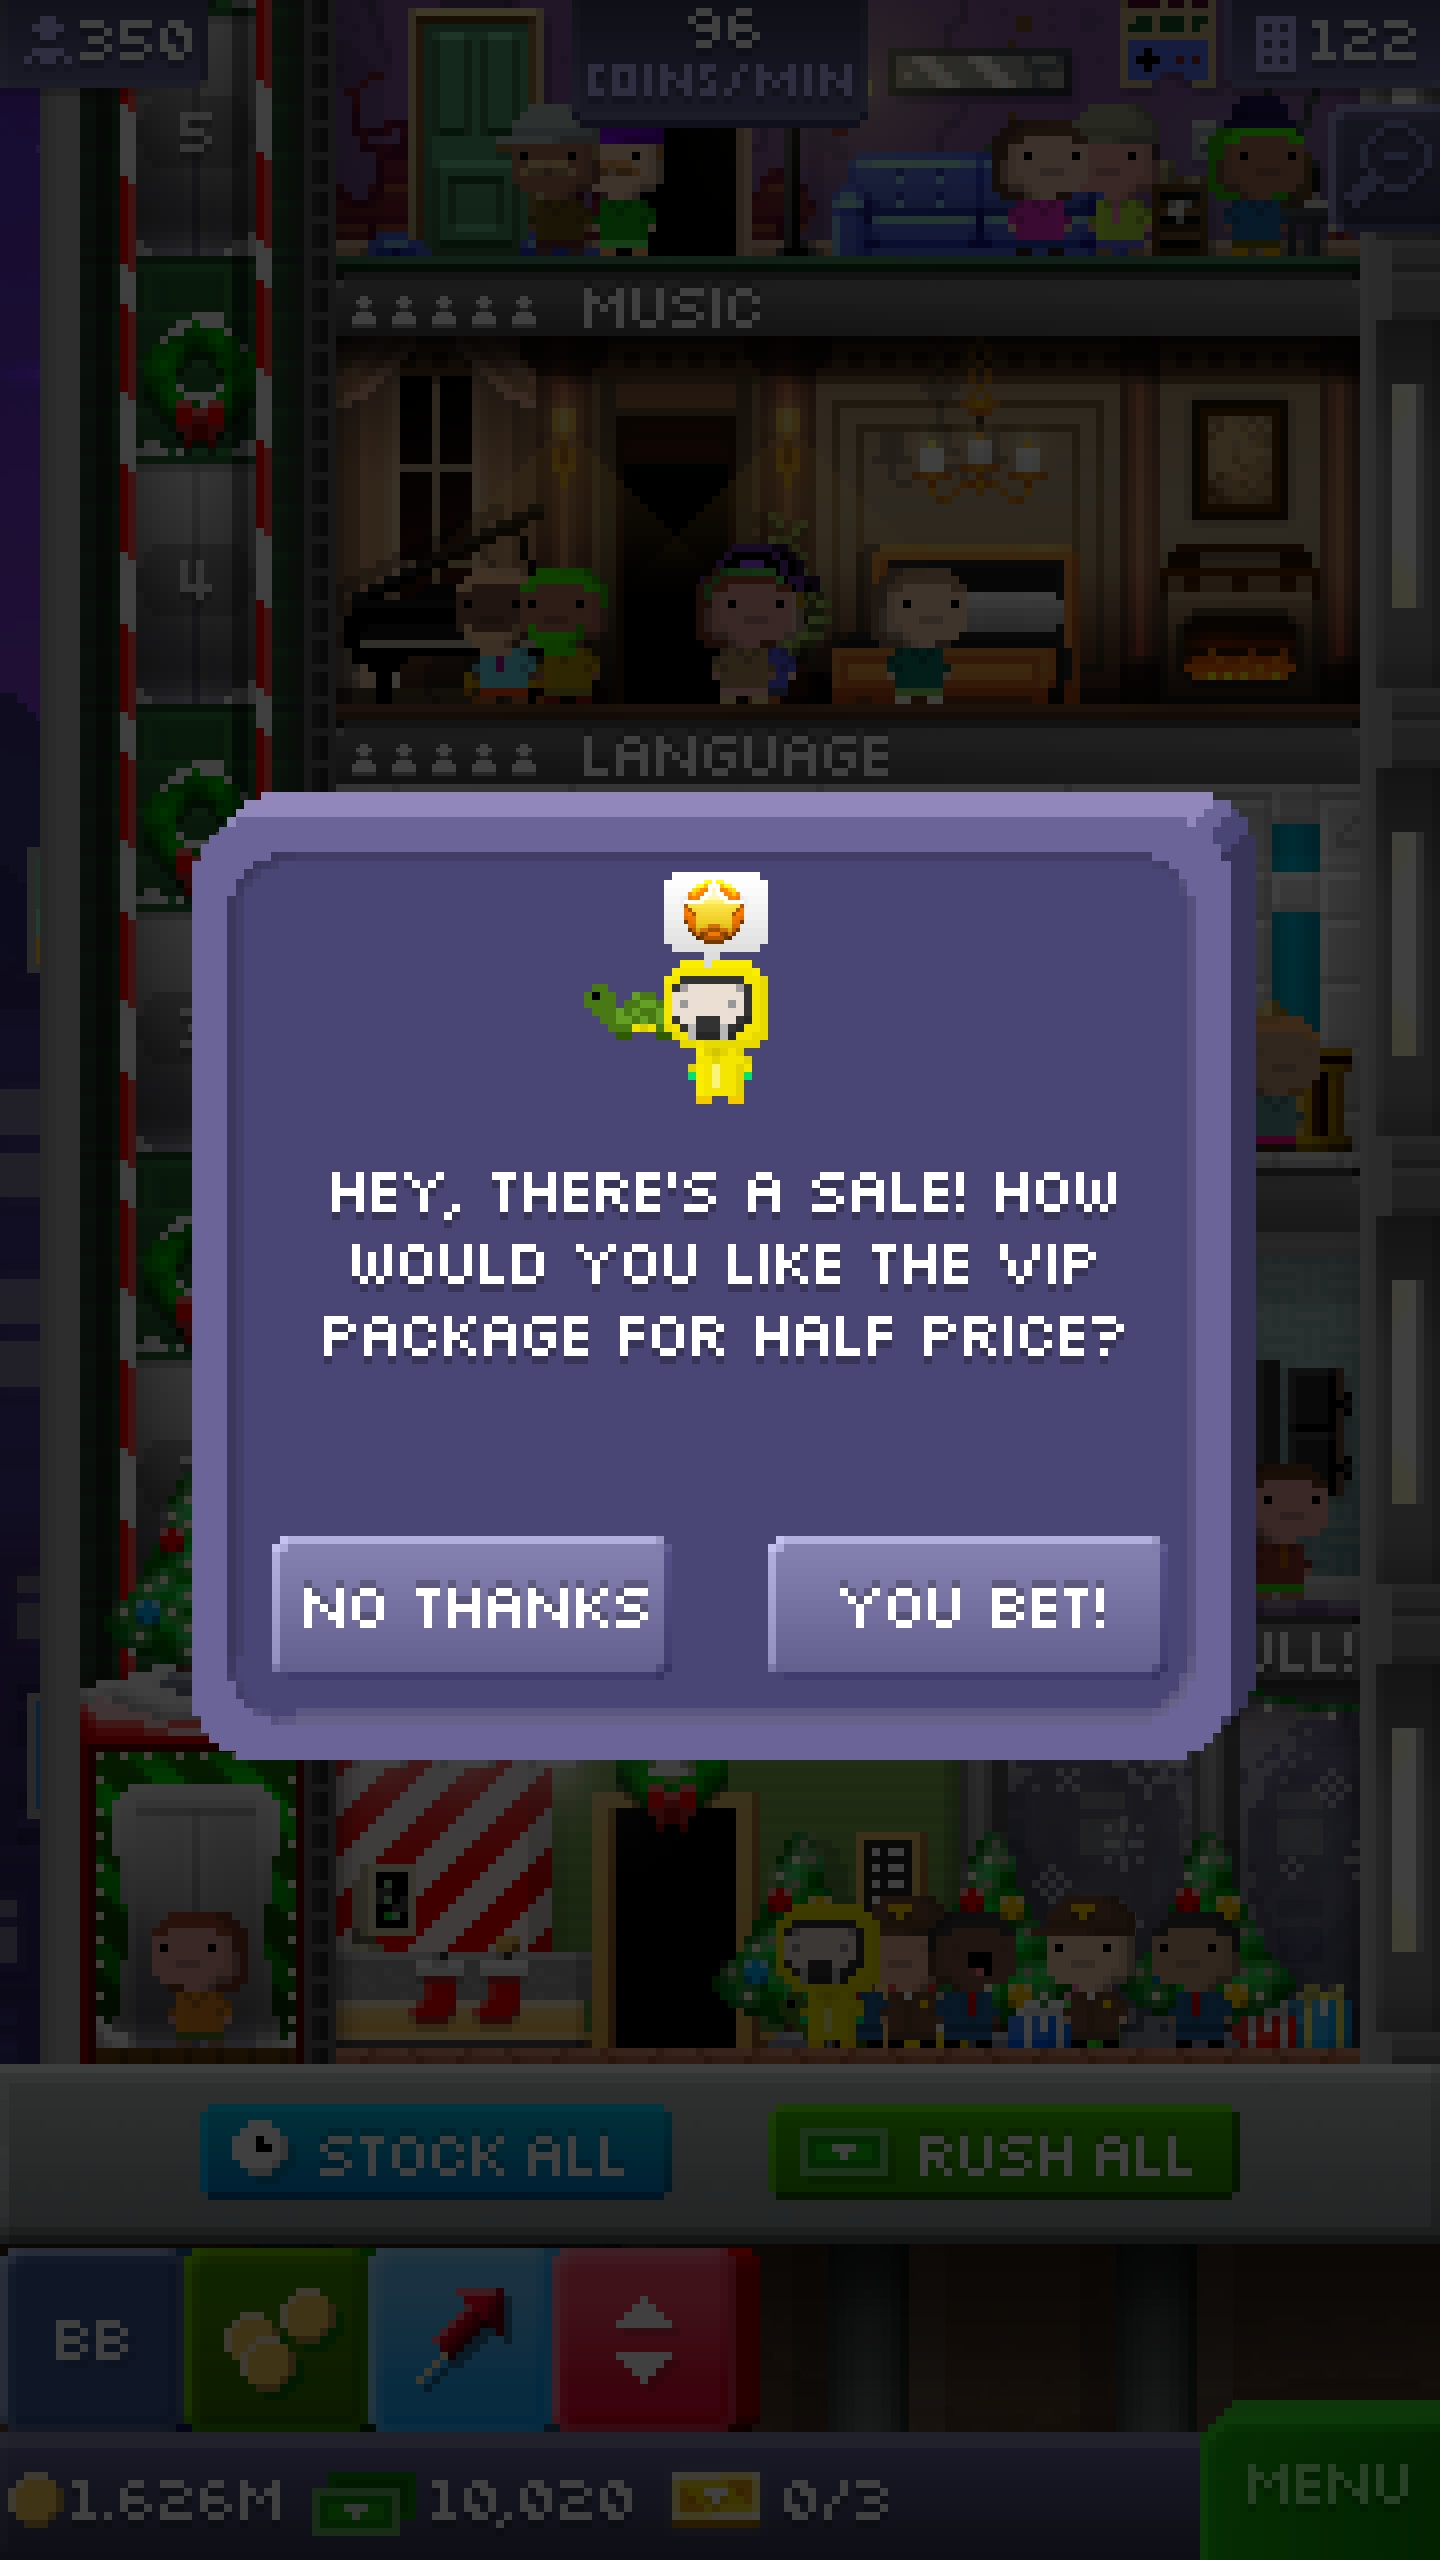 350
96
COINS/MIN
122
5
MUSIC
4
LANGUAGE
HEY, THERE'S A SALE! HOW
WOULD YOU LIKE THE VIP
PACKAGE FOR HALF PRICE?
NO THANKS
YOU BET!
STOCK ALL
RUSH ALL
BB
1.626M
10,020
0/3
MENU